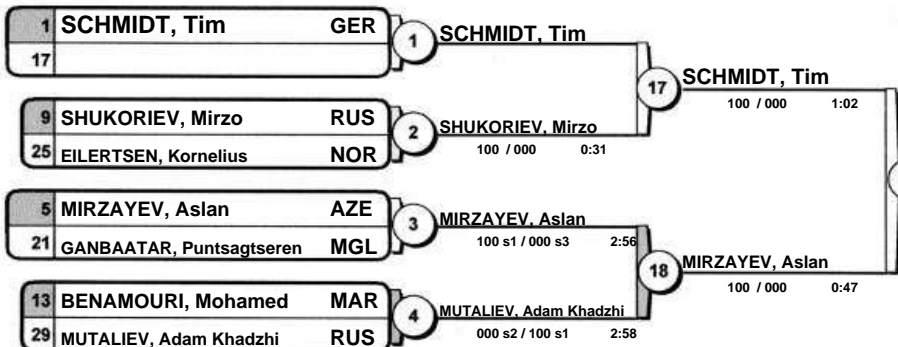 1 SCHMIDT, Tim GER
17
1 SCHMIDT, Tim
9 SHUKORIEV, Mirzo RUS
25 EILERTSEN, Kornelius NOR
2 SHUKORIEV, Mirzo
100 / 000 0:31
17 SCHMIDT, Tim
100 / 000 1:02
5 MIRZAYEV, Aslan AZE
21 GANBAATAR, Puntsagtseren MGL
3 MIRZAYEV, Aslan
100 s1 / 000 s3 2:56
13 BENAMOURI, Mohamed MAR
29 MUTALIEV, Adam Khadzhi RUS
4 MUTALIEV, Adam Khadzhi
000 s2 / 100 s1 2:58
18 MIRZAYEV, Aslan
100 / 000 0:47